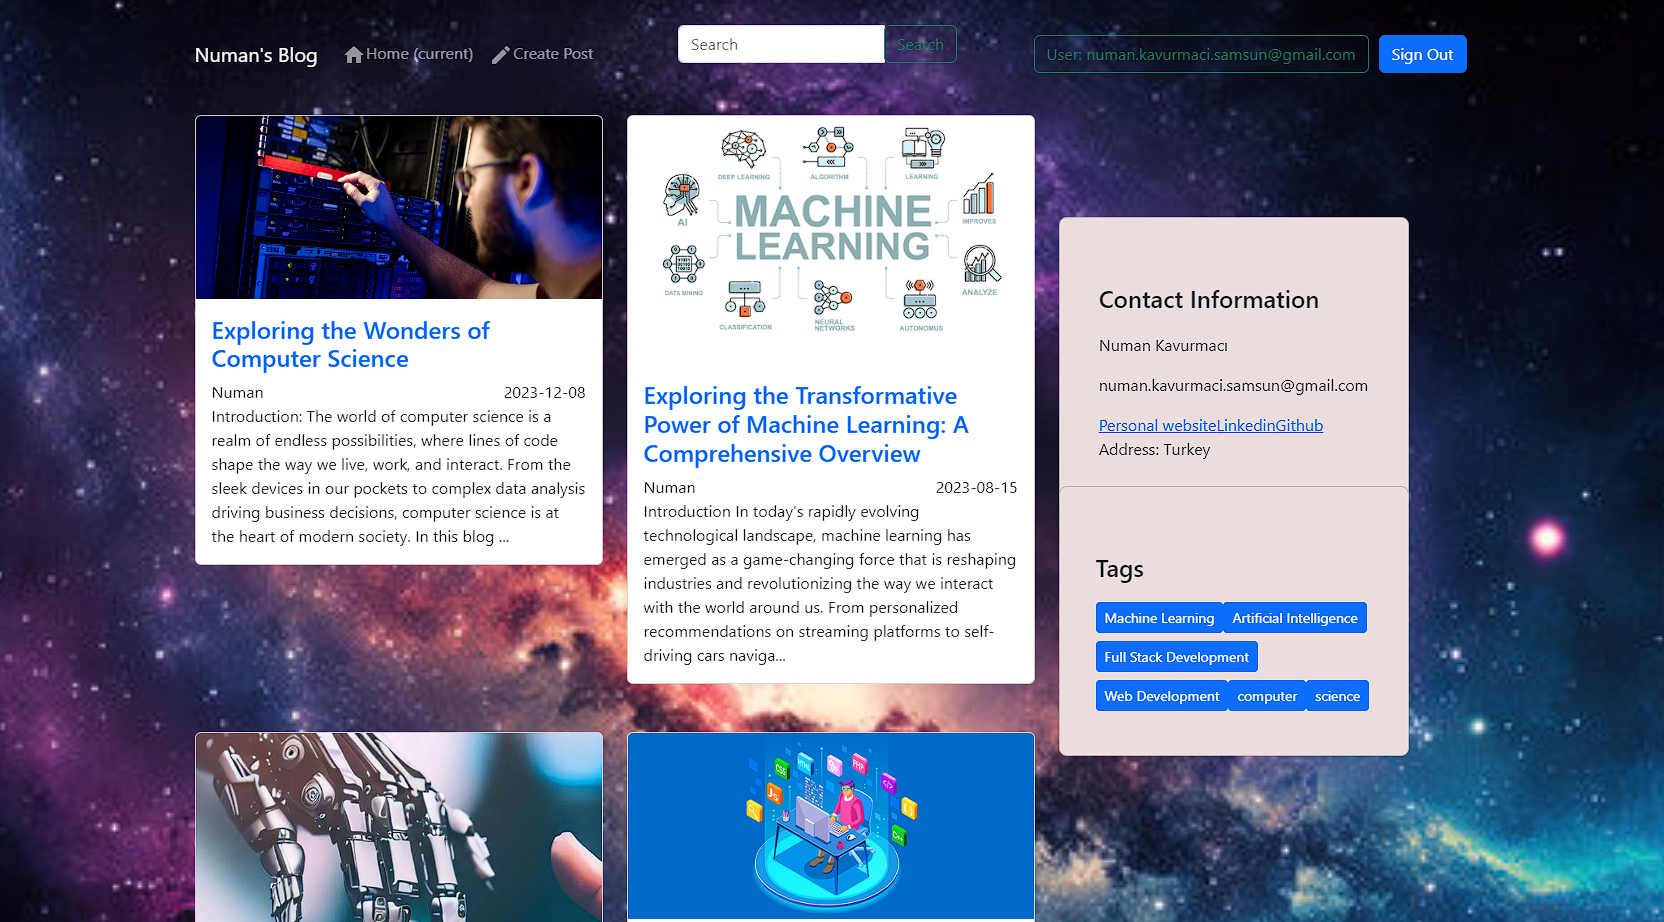 Numan's Blog
Home (current)
Create Post
Search
Search
User: numan.kavurmaci.samsun@gmail.com
Sign Out
Exploring the Wonders of
Computer Science
Numan 2023-12-08
Introduction: The world of computer science is a
realm of endless possibilities, where lines of code
shape the way we live, work, and interact. From the
sleek devices in our pockets to complex data analysis
driving business decisions, computer science is at
the heart of modern society. In this blog ...
DEEP LEARNING
ALGORITHM
LEARNING
AI
MACHINE
LEARNING
IMPROVES
DATA MINING
ANALYZE
CLASSIFICATION
NEURAL
NETWORKS
AUTONOMUS
Exploring the Transformative
Power of Machine Learning: A
Comprehensive Overview
Numan 2023-08-15
Introduction In today's rapidly evolving
technological landscape, machine learning has
emerged as a game-changing force that is reshaping
industries and revolutionizing the way we interact
with the world around us. From personalized
recommendations on streaming platforms to self-
driving cars naviga...
Contact Information
Numan Kavurmacı
numan.kavurmaci.samsun@gmail.com
Personal websiteLinkedinGithub
Address: Turkey
Tags
Machine Learning Artificial Intelligence
Full Stack Development
Web Development computer science
CSS
HTML
PHP
Js